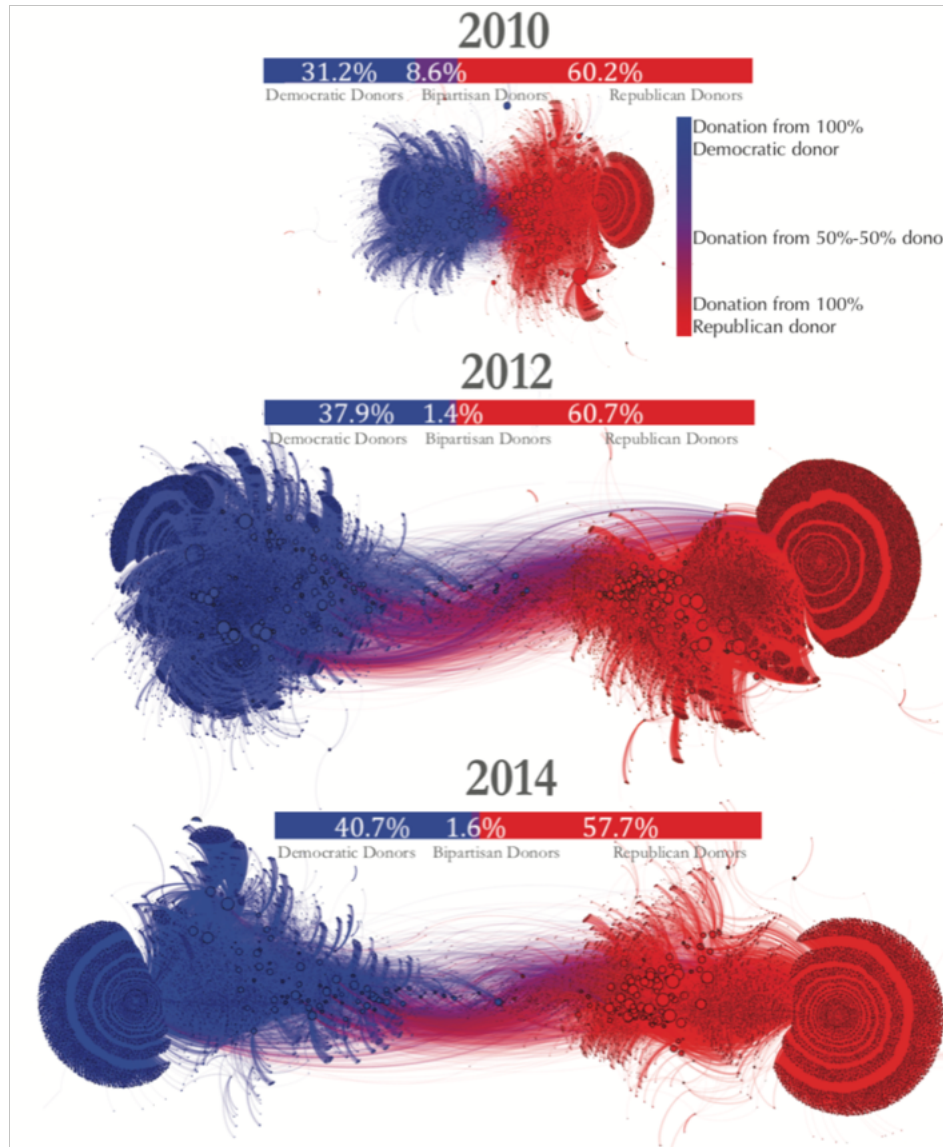 2010
31.2% 8.6% 60.2%
Democratic Donors Bipartisan Donors Republican Donors
Donation from 100%
Democratic donor
Donation from 50%-50% dono
Donation from 100%
Republican donor
2012
37.9% 1.4% 60.7%
Democratic Donors Bipartisan Donors Republican Donors
2014
40.7% 1.6% 57.7%
Democratic Donors Bipartisan Donors Republican Donors